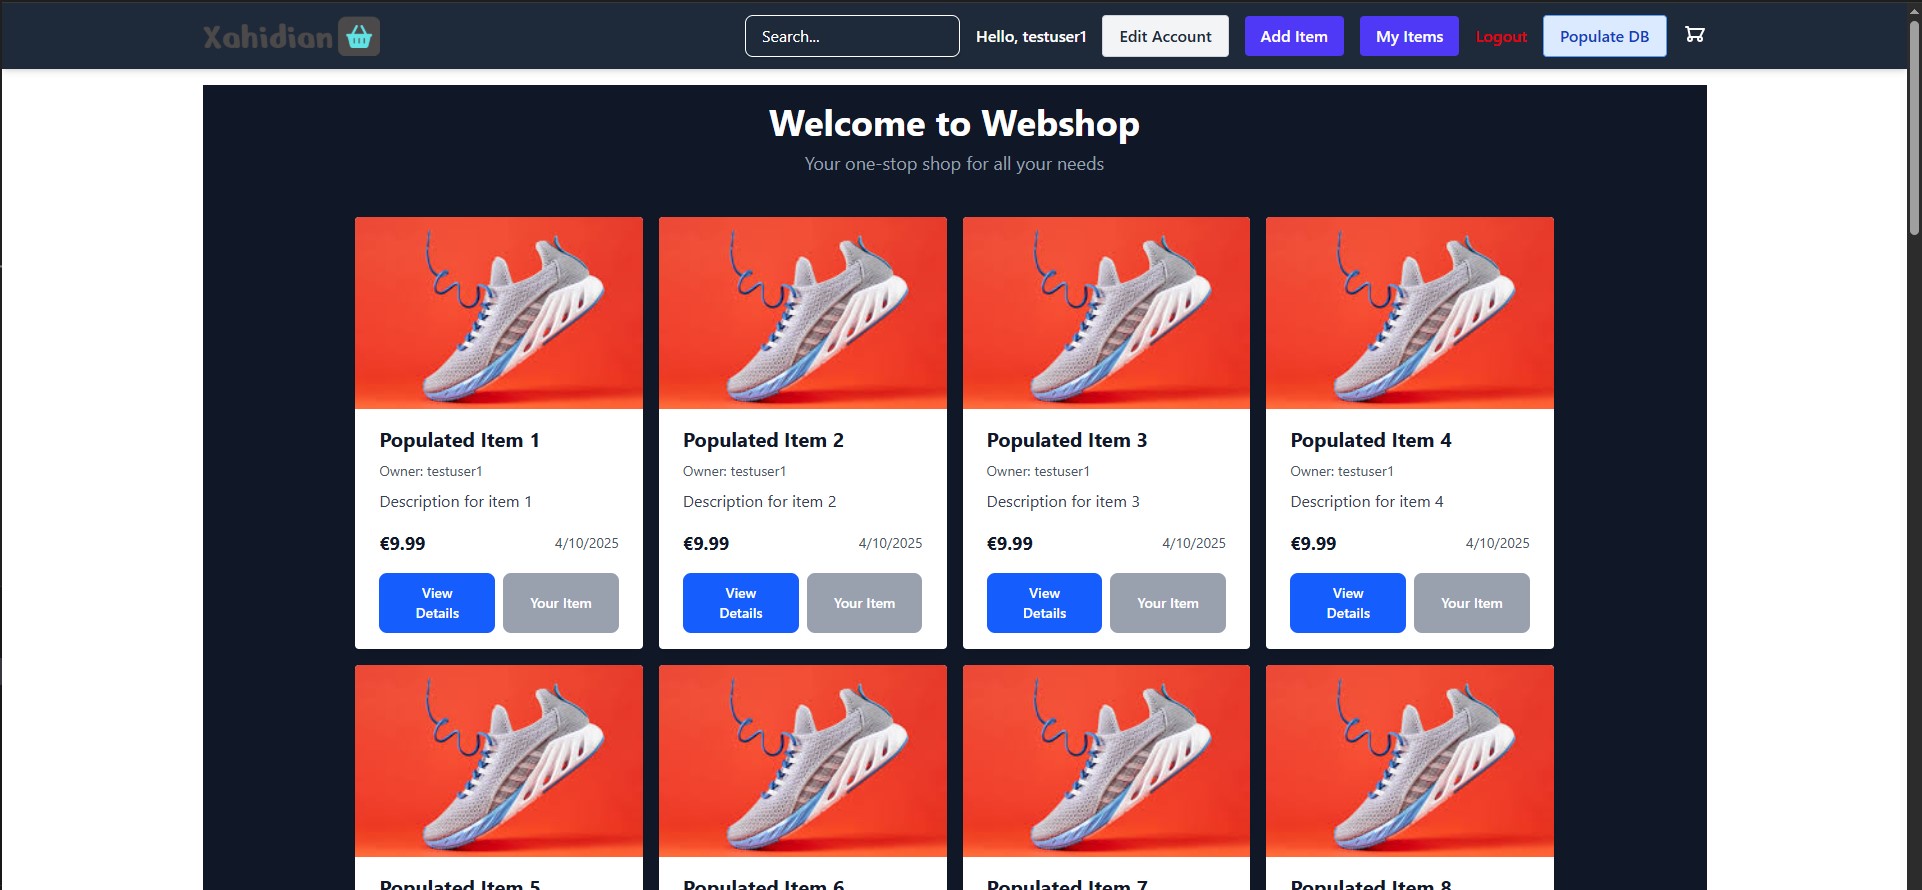 Xahidian
Search...
Hello, testuser1
Edit Account
Add Item
My Items
Logout
Populate DB
Welcome to Webshop
Your one-stop shop for all your needs
Populated Item 1
Owner: testuser1
Description for item 1
€9.99
4/10/2025
View
Details
Your Item
Populated Item 2
Owner: testuser1
Description for item 2
€9.99
4/10/2025
View
Details
Your Item
Populated Item 3
Owner: testuser1
Description for item 3
€9.99
4/10/2025
View
Details
Your Item
Populated Item 4
Owner: testuser1
Description for item 4
€9.99
4/10/2025
View
Details
Your Item
Populated Item 5
Populated Item 6
Populated Item 7
Populated Item 8